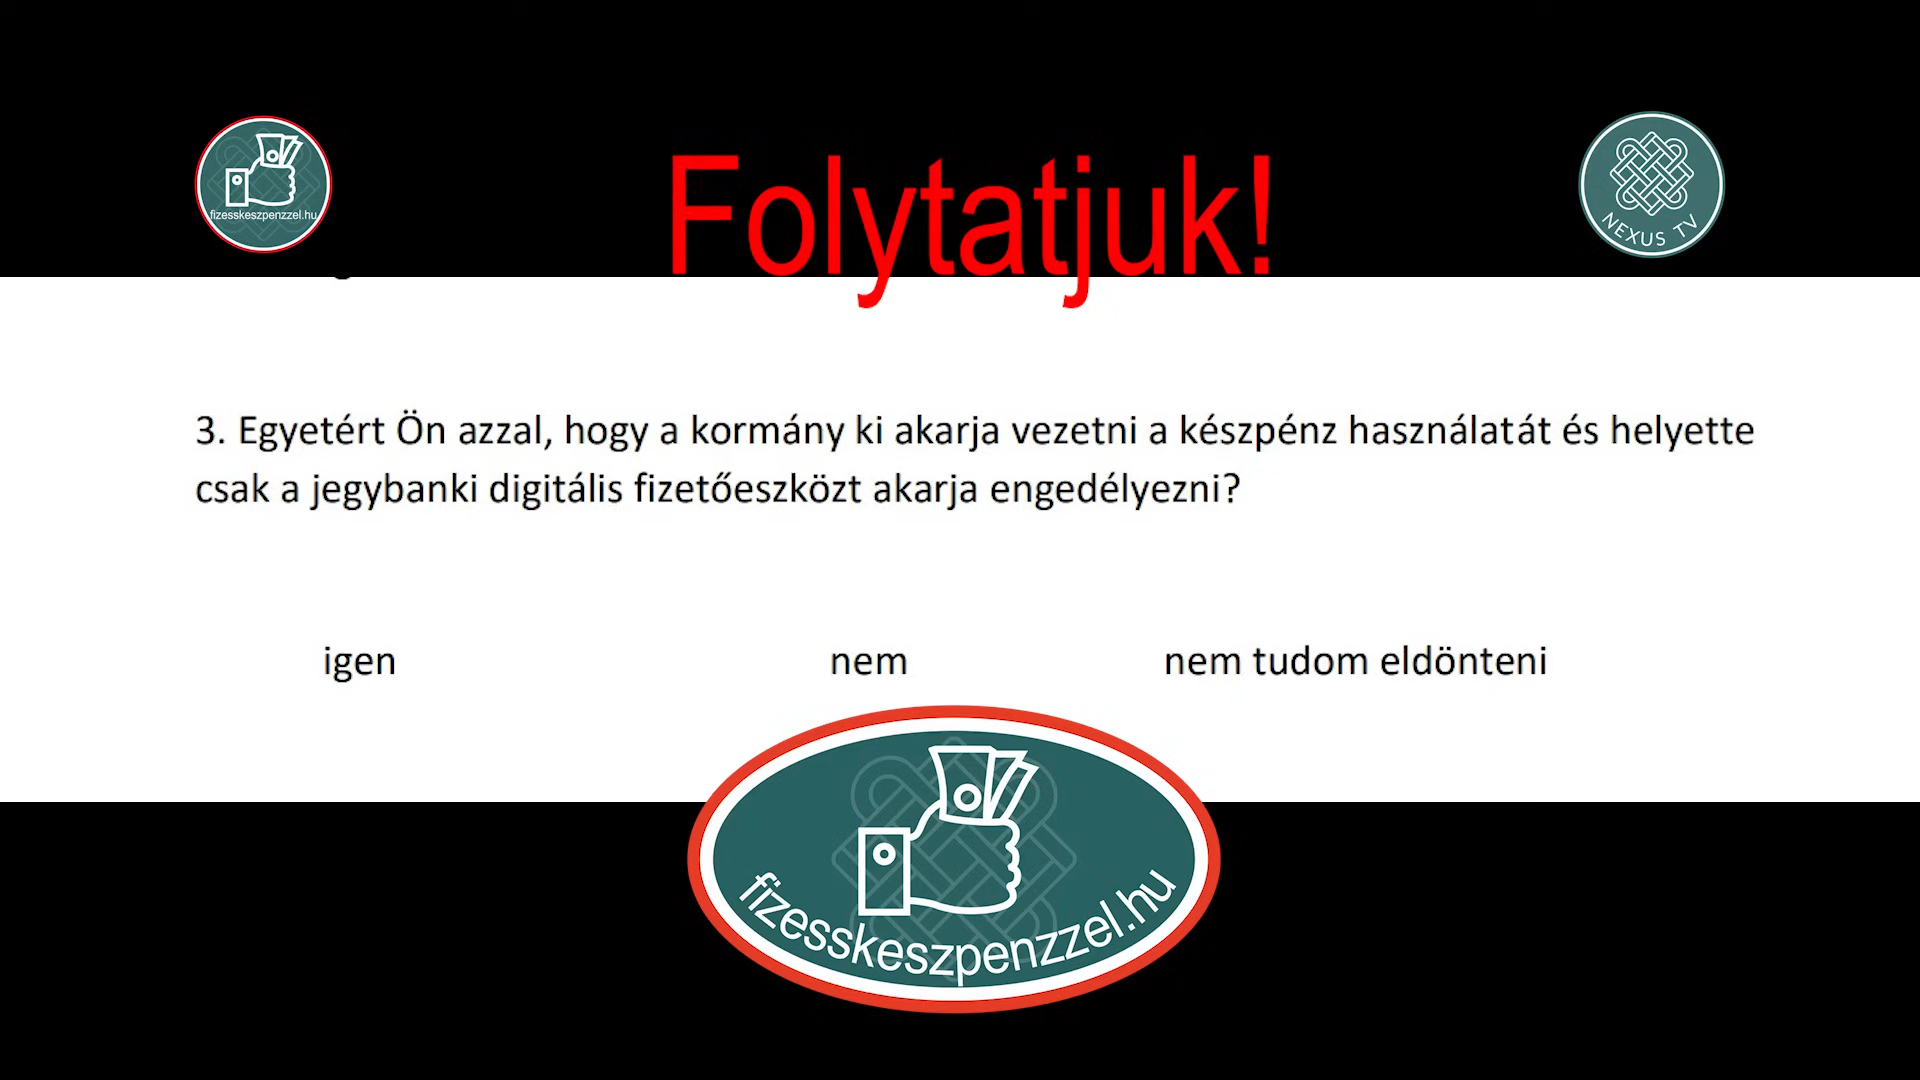 Folytatjuk!
fizesskeszpenzzel.hu
NEXUS TV
3. Egyetért Ön azzal, hogy a kormány ki akarja vezetni a készpénz használatát és helyette
csak a jegybanki digitális fizetőeszközt akarja engedélyezni?
igen nem nem tudom eldönteni
fizesskeszpenzzel.hu